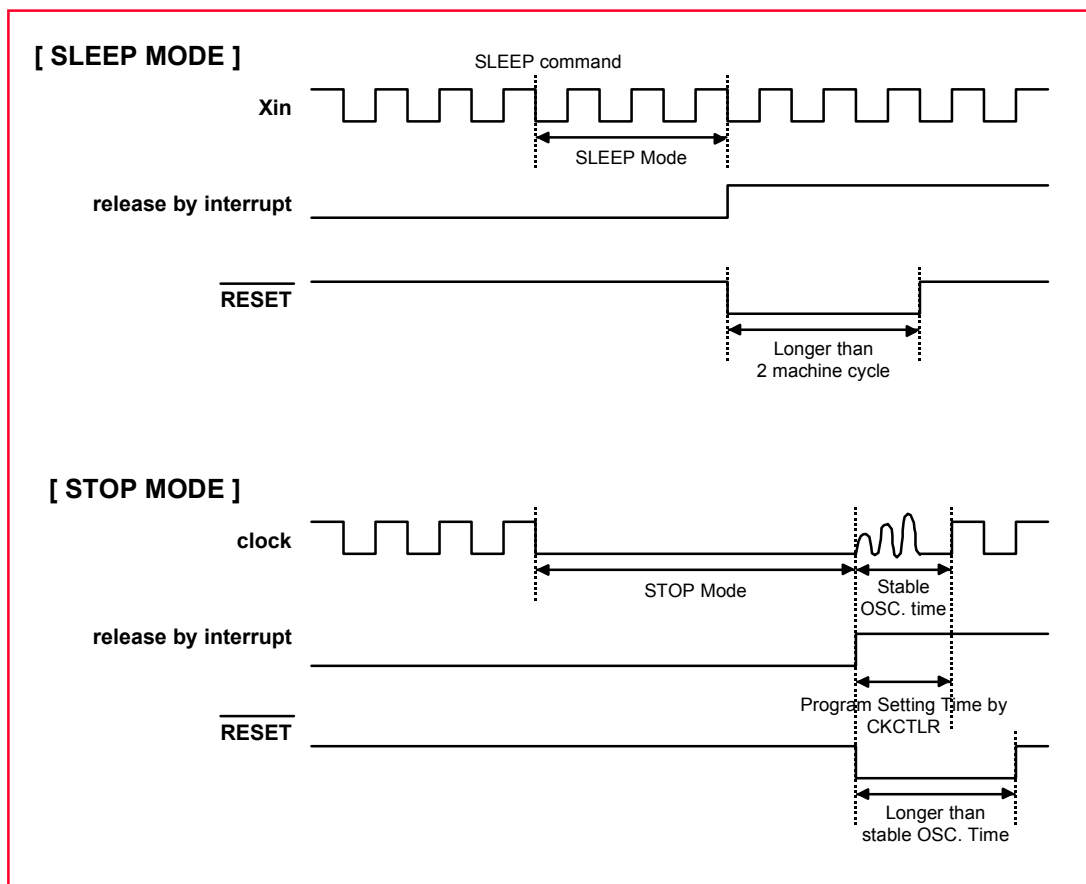 [ SLEEP MODE ]
SLEEP command
Xin
SLEEP Mode
release by interrupt
RESET
Longer than
2 machine cycle
[ STOP MODE ]
clock
STOP Mode
Stable
OSC. time
release by interrupt
Program Setting Time by
CKCTLR
RESET
Longer than
stable OSC. Time